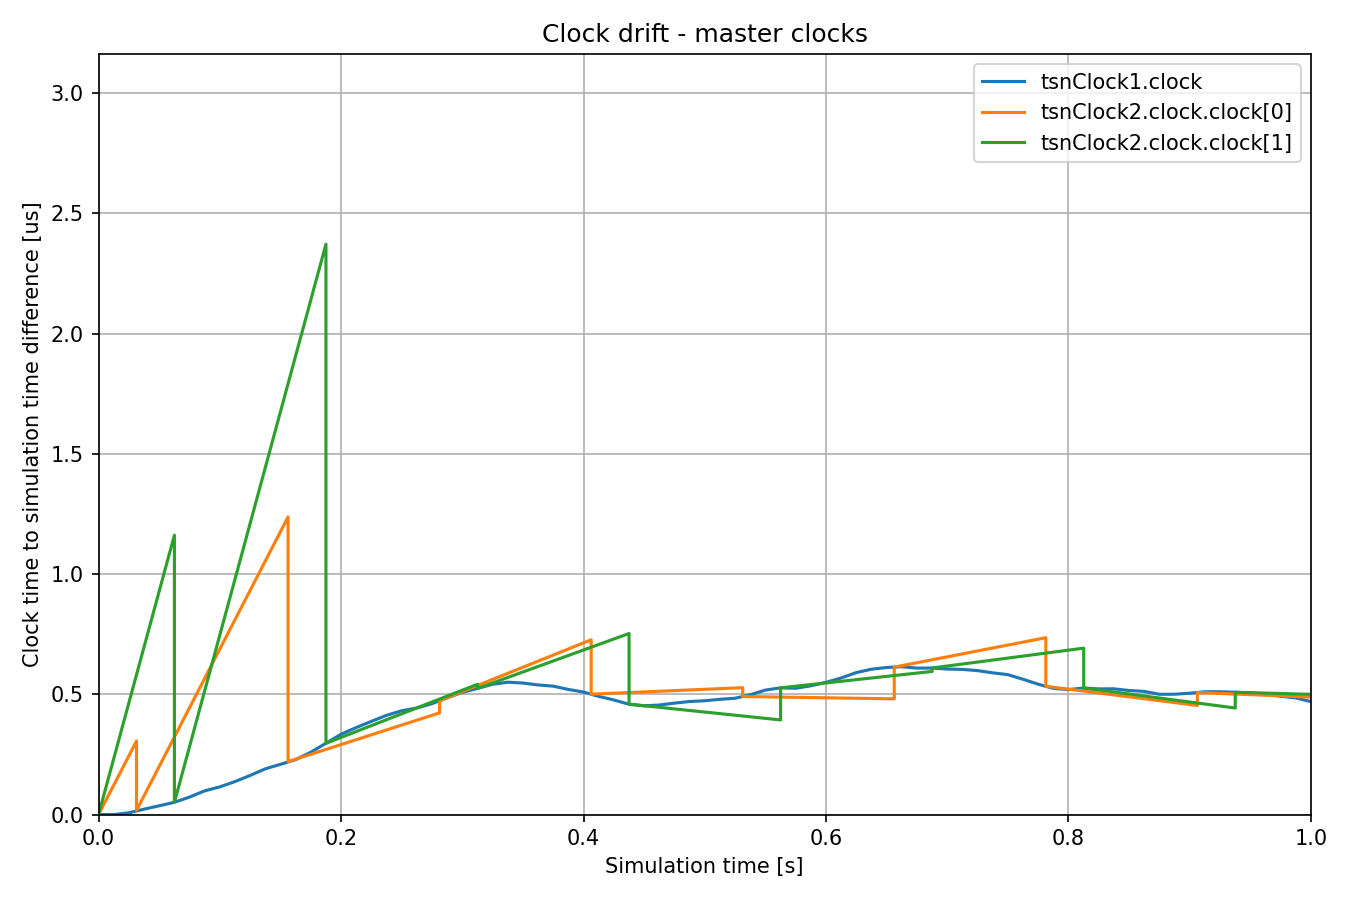 Clock drift - master clocks
tsnClock1.clock
tsnClock2.clock.clock[0]
tsnClock2.clock.clock[1]
Clock time to simulation time difference [us]
3.0
2.5
2.0
1.5
1.0
0.5
0.0
0.0 0.2 0.4 0.6 0.8 1.0
Simulation time [s]